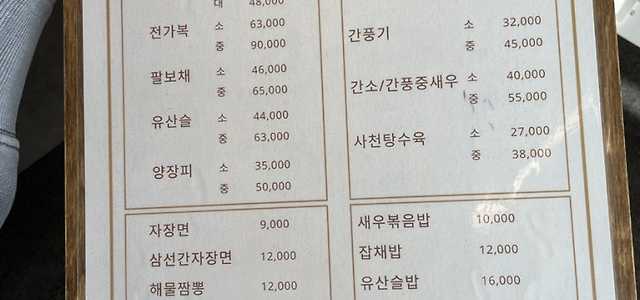 대 48,000
전가복 소 63,000
중 90,000
팔보채 소 46,000
중 65,000
유산슬 소 44,000
중 63,000
양장피 소 35,000
중 50,000
간풍기 소 32,000
중 45,000
간소/간풍중새우 소 40,000
중 55,000
사천탕수육 소 27,000
중 38,000
자장면 9,000
삼선간자장면 12,000
해물짬뽕 12,000
새우볶음밥 10,000
잡채밥 12,000
유산슬밥 16,000